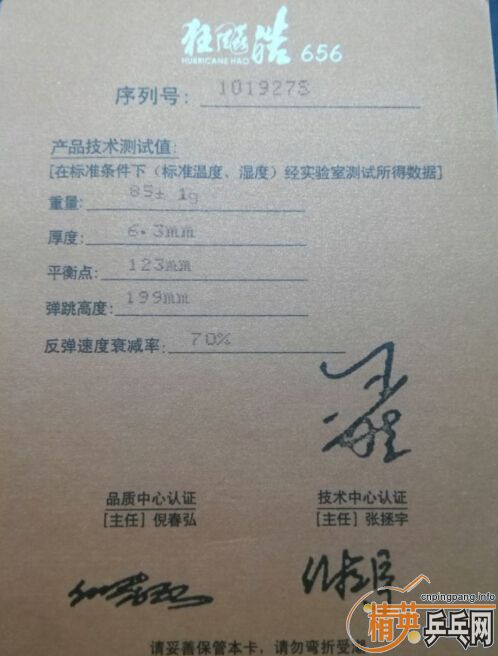 狂飚皓 656
HURRICANE HAO
序列号: 1019278
产品技术测试值:
[在标准条件下（标准温度、湿度）经实验室测试所得数据]
重量: 85± 1g
厚度: 6.3mm
平衡点: 123mm
弹跳高度: 199mm
反弹速度衰减率: 70%
品质中心认证
[主任] 倪春弘
技术中心认证
[主任] 张拯宇
请妥善保管本卡，请勿弯折受潮
cnpingpang.info
精英乒乓网